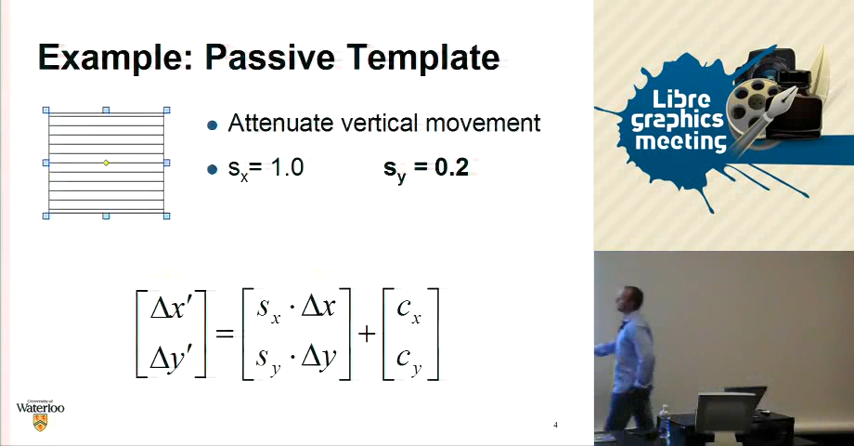 Example: Passive Template
• Attenuate vertical movement
• sx= 1.0 sy = 0.2
[Δx′ Δy′] = [sx · Δx sy · Δy] + [cx cy]
University of
Waterloo
4
Libre
graphics
meeting